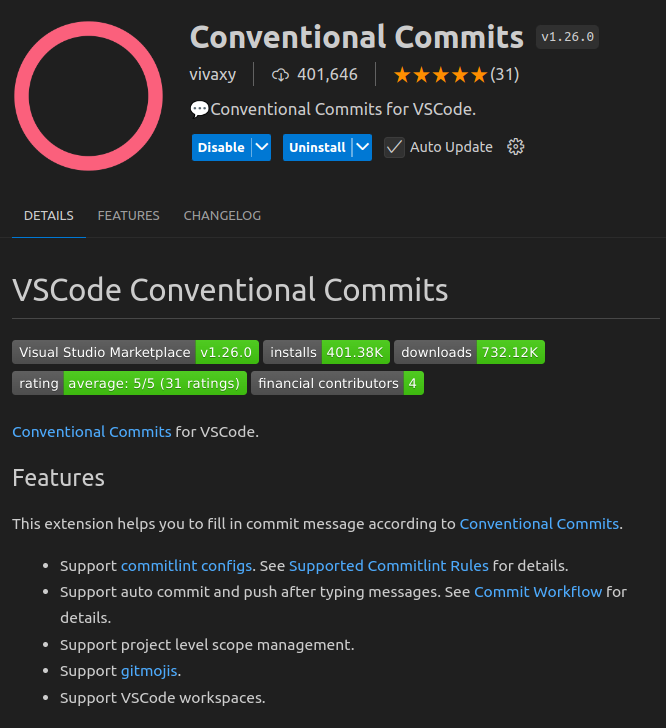 Conventional Commits v1.26.0
vivaxy 401,646 (31)
💬Conventional Commits for VSCode.
Disable Uninstall Auto Update
DETAILS FEATURES CHANGELOG
VSCode Conventional Commits
Visual Studio Marketplace v1.26.0 installs 401.38K downloads 732.12K
rating average: 5/5 (31 ratings) financial contributors 4
Conventional Commits for VSCode.
Features
This extension helps you to fill in commit message according to Conventional Commits.
• Support commitlint configs. See Supported Commitlint Rules for details.
• Support auto commit and push after typing messages. See Commit Workflow for
details.
• Support project level scope management.
• Support gitmojis.
• Support VSCode workspaces.